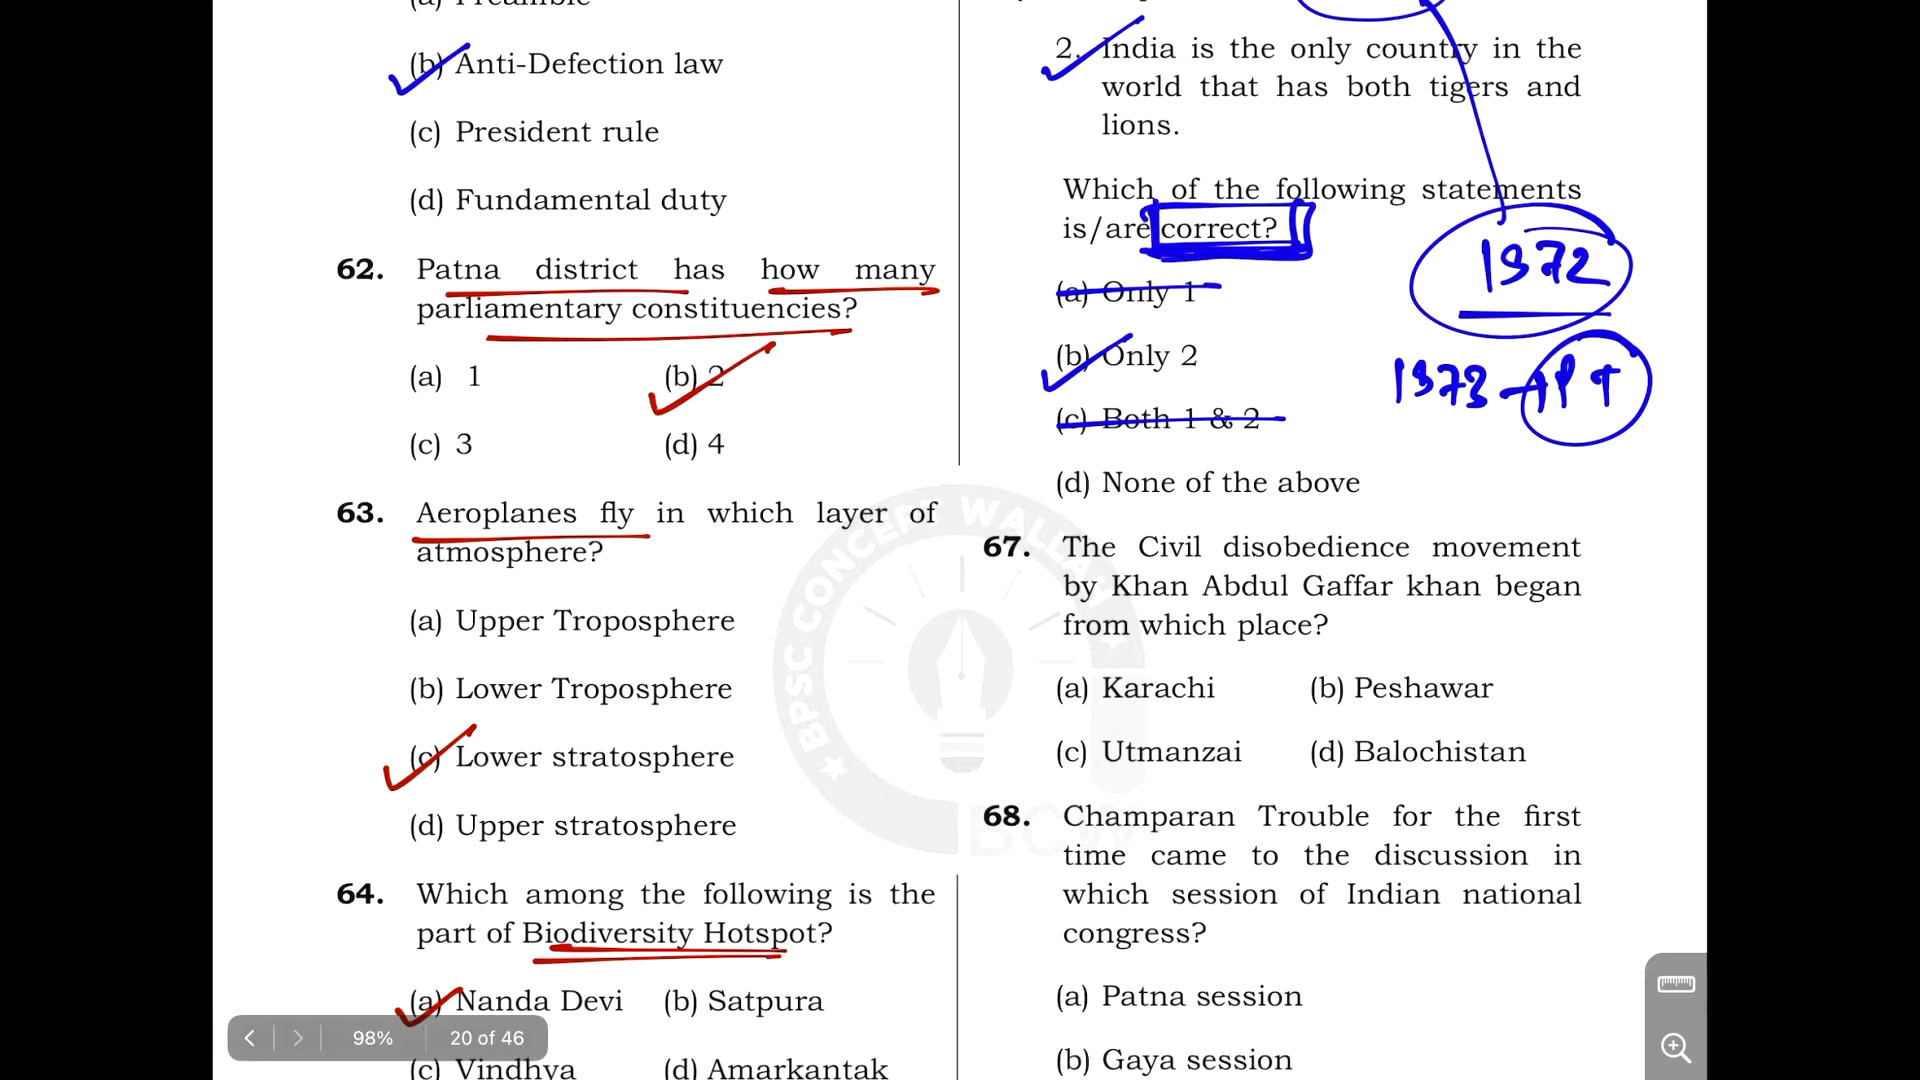 (a) Preamble
(b) Anti-Defection law
(c) President rule
(d) Fundamental duty
62. Patna district has how many
parliamentary constituencies?
(a) 1 (b) 2
(c) 3 (d) 4
63. Aeroplanes fly in which layer of
atmosphere?
(a) Upper Troposphere
(b) Lower Troposphere
(c) Lower stratosphere
(d) Upper stratosphere
64. Which among the following is the
part of Biodiversity Hotspot?
(a) Nanda Devi (b) Satpura
(c) Vindhya (d) Amarkantak
2. India is the only country in the
world that has both tigers and
lions.
Which of the following statements
is/are correct?
(a) Only 1
(b) Only 2
(c) Both 1 & 2
(d) None of the above
1972
1973 → PT
67. The Civil disobedience movement
by Khan Abdul Gaffar khan began
from which place?
(a) Karachi (b) Peshawar
(c) Utmanzai (d) Balochistan
68. Champaran Trouble for the first
time came to the discussion in
which session of Indian national
congress?
(a) Patna session
(b) Gaya session
BPSC CONCEPT WALLAH
BCW
98% 20 of 46